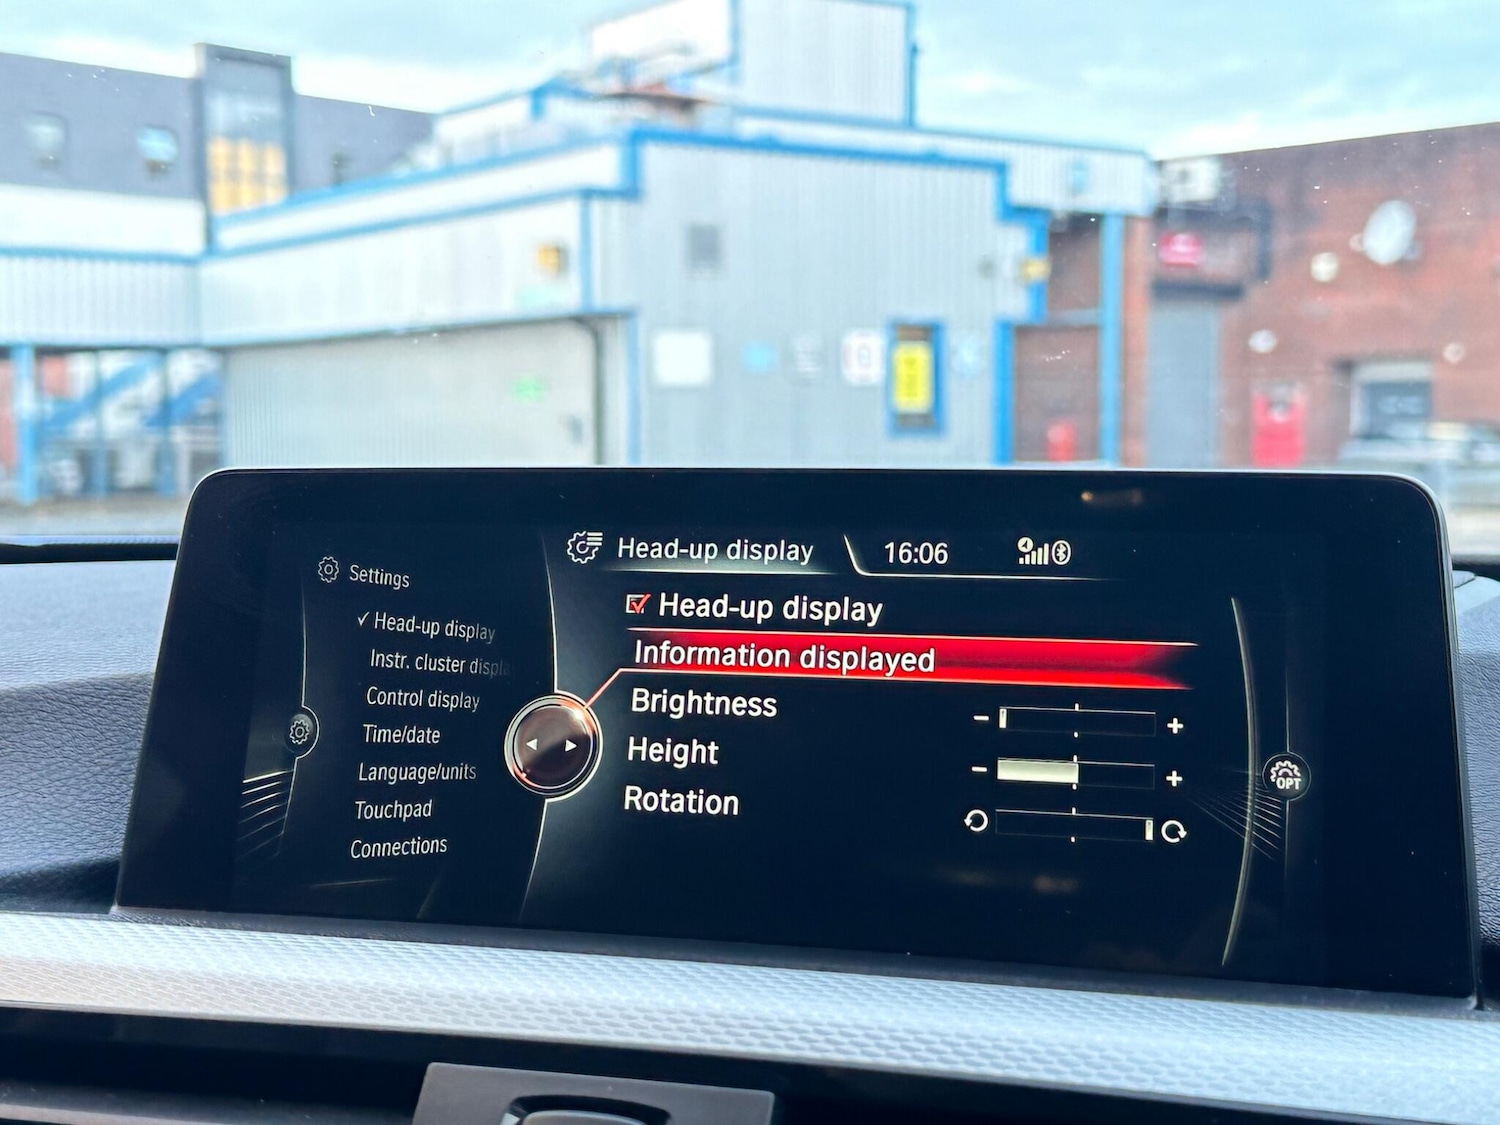 Head-up display
16:06
Settings
✓ Head-up display
Instr. cluster
Control display
Time/date
Language/units
Touchpad
Connections
Head-up display
Information displayed
Brightness
- +
Height
- +
Rotation
OPT